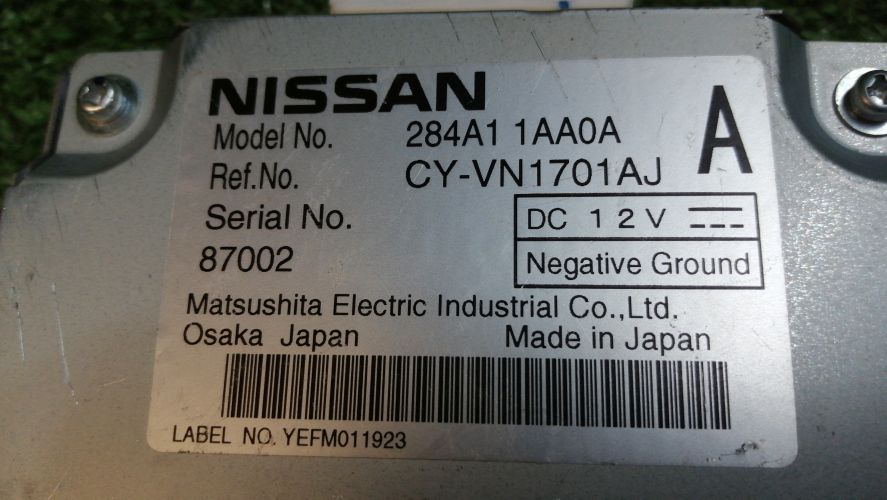 NISSAN
Model No. 284A1 1AA0A A
Ref.No. CY-VN1701AJ
Serial No. DC 12V
87002 Negative Ground
Matsushita Electric Industrial Co.,Ltd.
Osaka Japan Made in Japan
LABEL NO. YEFM011923